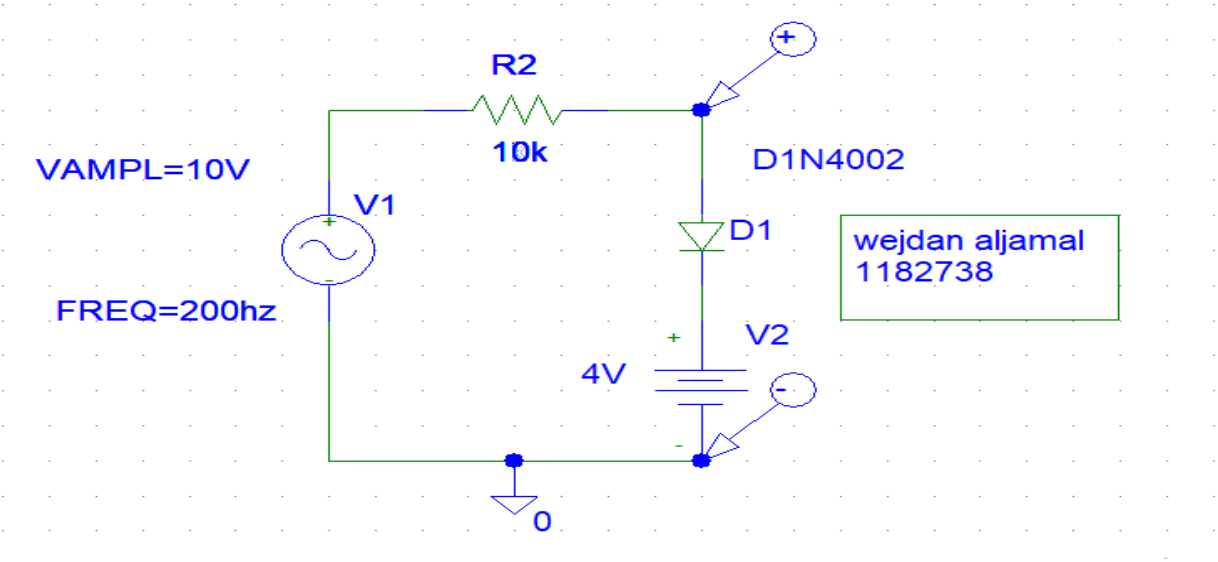 R2
10k
D1N4002
VAMPL=10V
V1
+
-
D1
wejdan aljamal
1182738
FREQ=200hz
+
V2
4V
-
-
+
0